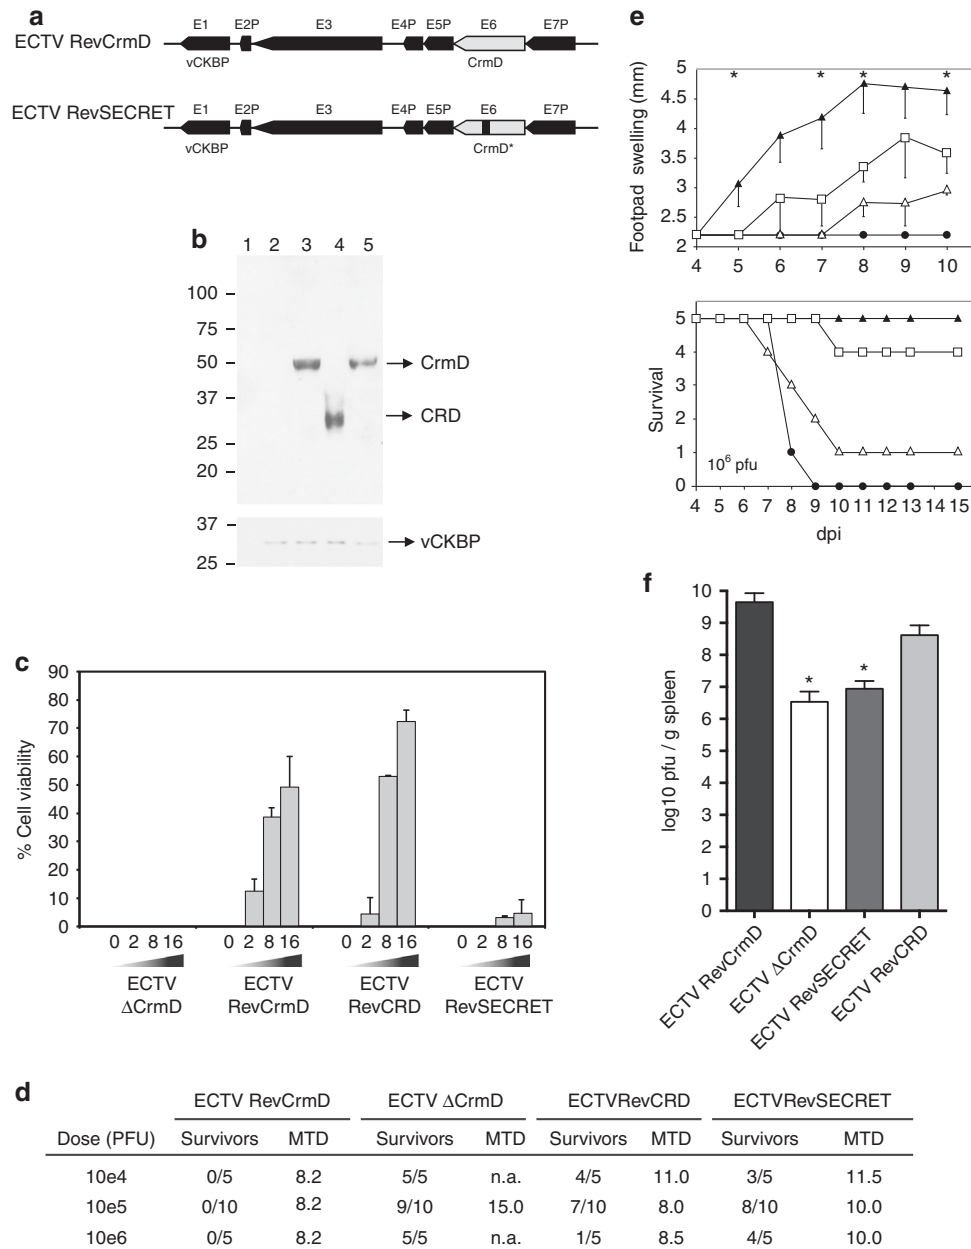 a
E1 E2P E3 E4P E5P E6 E7P
ECTV RevCrmD
vCKBP CrmD
E1 E2P E3 E4P E5P E6 E7P
ECTV RevSECRET
vCKBP CrmD*
b
1 2 3 4 5
100
75
50
CrmD
37
CRD
25
20
37
vCKBP
25
c
% Cell viability
90
80
70
60
50
40
30
20
10
0
0 2 8 16 0 2 8 16 0 2 8 16 0 2 8 16
ECTV ECTV ECTV ECTV
ΔCrmD RevCrmD RevCRD RevSECRET
d
ECTV RevCrmD ECTV ΔCrmD ECTVRevCRD ECTVRevSECRET
Dose (PFU) Survivors MTD Survivors MTD Survivors MTD Survivors MTD
10e4 0/5 8.2 5/5 n.a. 4/5 11.0 3/5 11.5
10e5 0/10 8.2 9/10 15.0 7/10 8.0 8/10 10.0
10e6 0/5 8.2 5/5 n.a. 1/5 8.5 4/5 10.0
e
Footpad swelling (mm)
* * * *
5
4.5
4
3.5
3
2.5
2
4 5 6 7 8 9 10
Survival
5
4
3
2
1
0
10⁶ pfu
4 5 6 7 8 9 10 11 12 13 14 15
dpi
f
log10 pfu / g spleen
10
9
8
7
6
5
4
3
2
1
0
* *
ECTV RevCrmD
ECTV ΔCrmD
ECTV RevSECRET
ECTV RevCRD